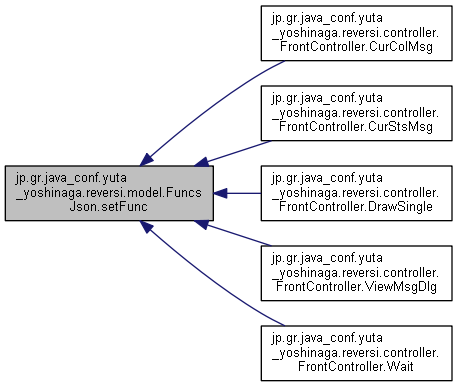 jp.gr.java_conf.yuta
_yoshinaga.reversi.model.Funcs
Json.setFunc
jp.gr.java_conf.yuta
_yoshinaga.reversi.controller.
FrontController.CurColMsg
jp.gr.java_conf.yuta
_yoshinaga.reversi.controller.
FrontController.CurStsMsg
jp.gr.java_conf.yuta
_yoshinaga.reversi.controller.
FrontController.DrawSingle
jp.gr.java_conf.yuta
_yoshinaga.reversi.controller.
FrontController.ViewMsgDlg
jp.gr.java_conf.yuta
_yoshinaga.reversi.controller.
FrontController.Wait